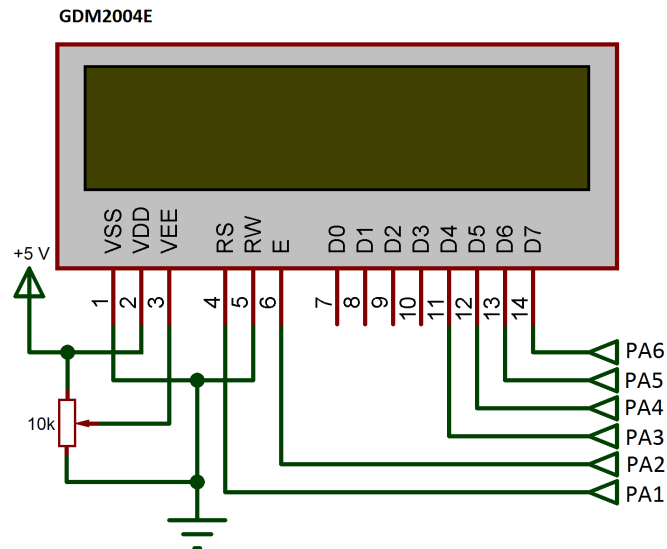 GDM2004E
VSS VDD VEE RS RW E D0 D1 D2 D3 D4 D5 D6 D7
+5 V
1 2 3 4 5 6 7 8 9 10 11 12 13 14
PA6
PA5
PA4
10k
PA3
PA2
PA1